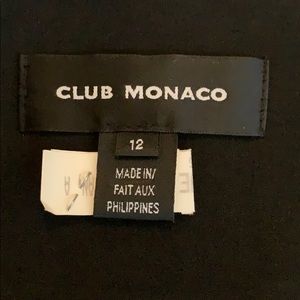 CLUB MONACO
12
MADE IN/
FAIT AUX
PHILIPPINES